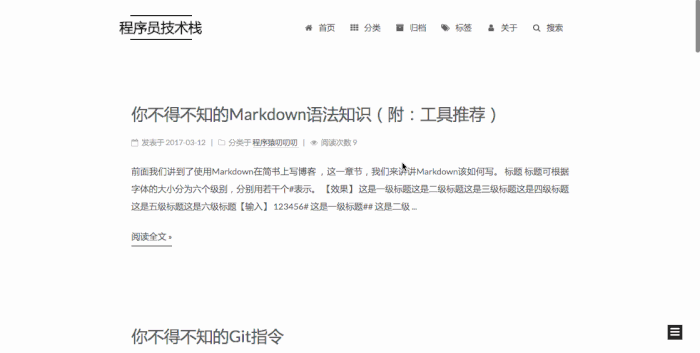 程序员技术栈
首页 分类 归档 标签 关于 搜索
你不得不知的Markdown语法知识（附：工具推荐）
发表于 2017-03-12 | 分类于 程序猿叨叨叨 | 阅读次数 9
前面我们讲到了使用Markdown在简书上写博客 ，这一章节，我们来讲讲Markdown该如何写。 标题 标题可根据
字体的大小分为六个级别，分别用若干个#表示。 【效果】 这是一级标题这是二级标题这是三级标题这是四级标题
这是五级标题这是六级标题【输入】 123456# 这是一级标题## 这是二级 ...
阅读全文 »
你不得不知的Git指令